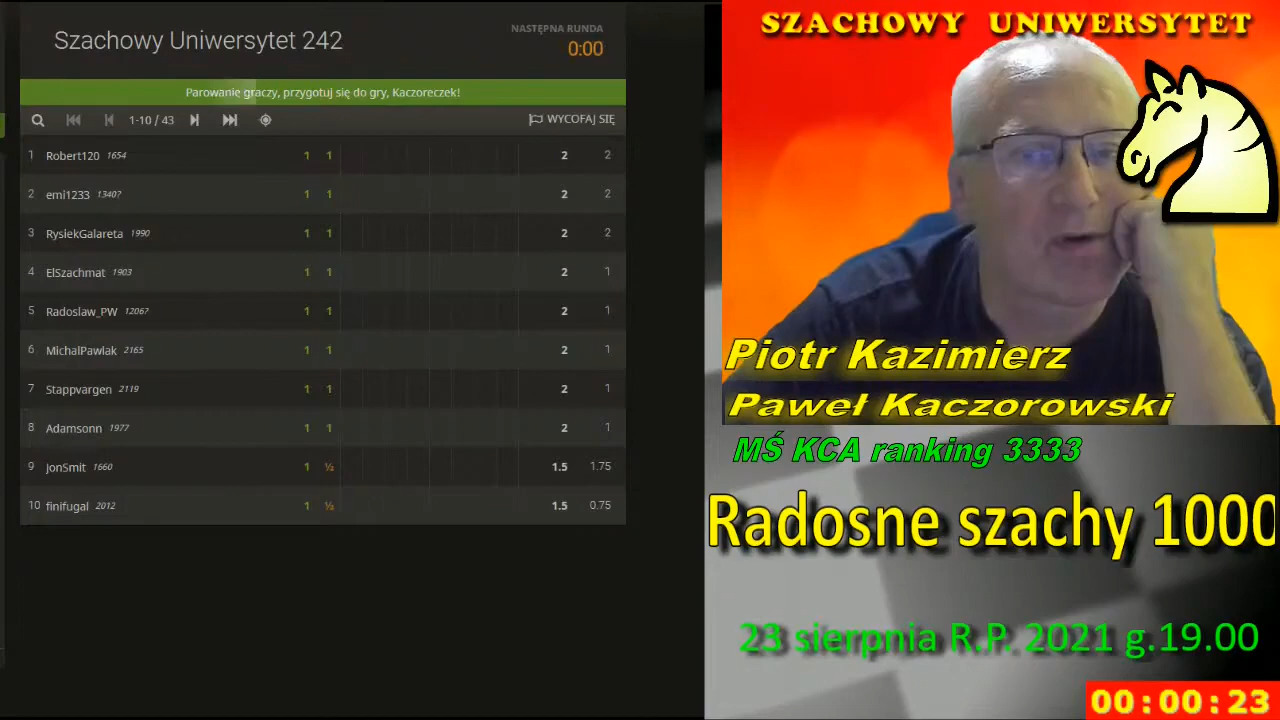 Szachowy Uniwersytet 242
NASTĘPNA RUNDA
0:00
Parowanie graczy, przygotuj się do gry, Kaczoreczek!
1-10 / 43
WYCOFAJ SIĘ
1 Robert120 1654 1 1 2 2
2 emi1233 1340? 1 1 2 2
3 RysiekGalareta 1990 1 1 2 2
4 ElSzachmat 1903 1 1 2 1
5 Radoslaw_PW 1206? 1 1 2 1
6 MichalPawlak 2165 1 1 2 1
7 Stappvargen 2119 1 1 2 1
8 Adamsonn 1977 1 1 2 1
9 JonSmit 1660 1 ½ 1.5 1.75
10 finifugal 2012 1 ½ 1.5 0.75
SZACHOWY UNIWERSYTET
Piotr Kazimierz
Paweł Kaczorowski
MŚ KCA ranking 3333
Radosne szachy 1000
23 sierpnia R.P. 2021 g.19.00
00:00:23